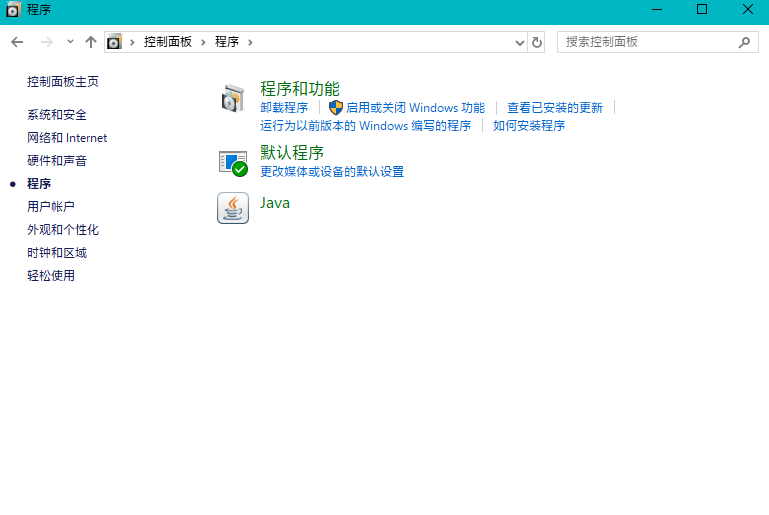 程序
控制面板 程序
搜索控制面板
控制面板主页
系统和安全
网络和 Internet
硬件和声音
程序
用户帐户
外观和个性化
时钟和区域
轻松使用
程序和功能
卸载程序 启用或关闭 Windows 功能 查看已安装的更新
运行为以前版本的 Windows 编写的程序 如何安装程序
默认程序
更改媒体或设备的默认设置
Java